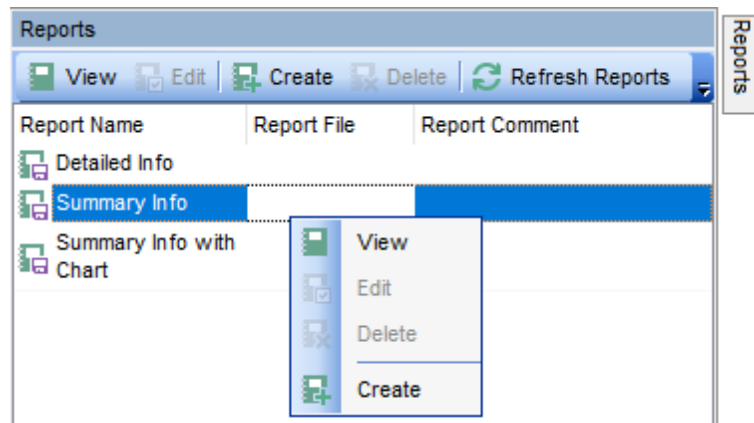 Reports
View Edit Create Delete Refresh Reports
Report Name Report File Report Comment
Detailed Info
Summary Info
Summary Info with
Chart
View
Edit
Delete
Create
Reports